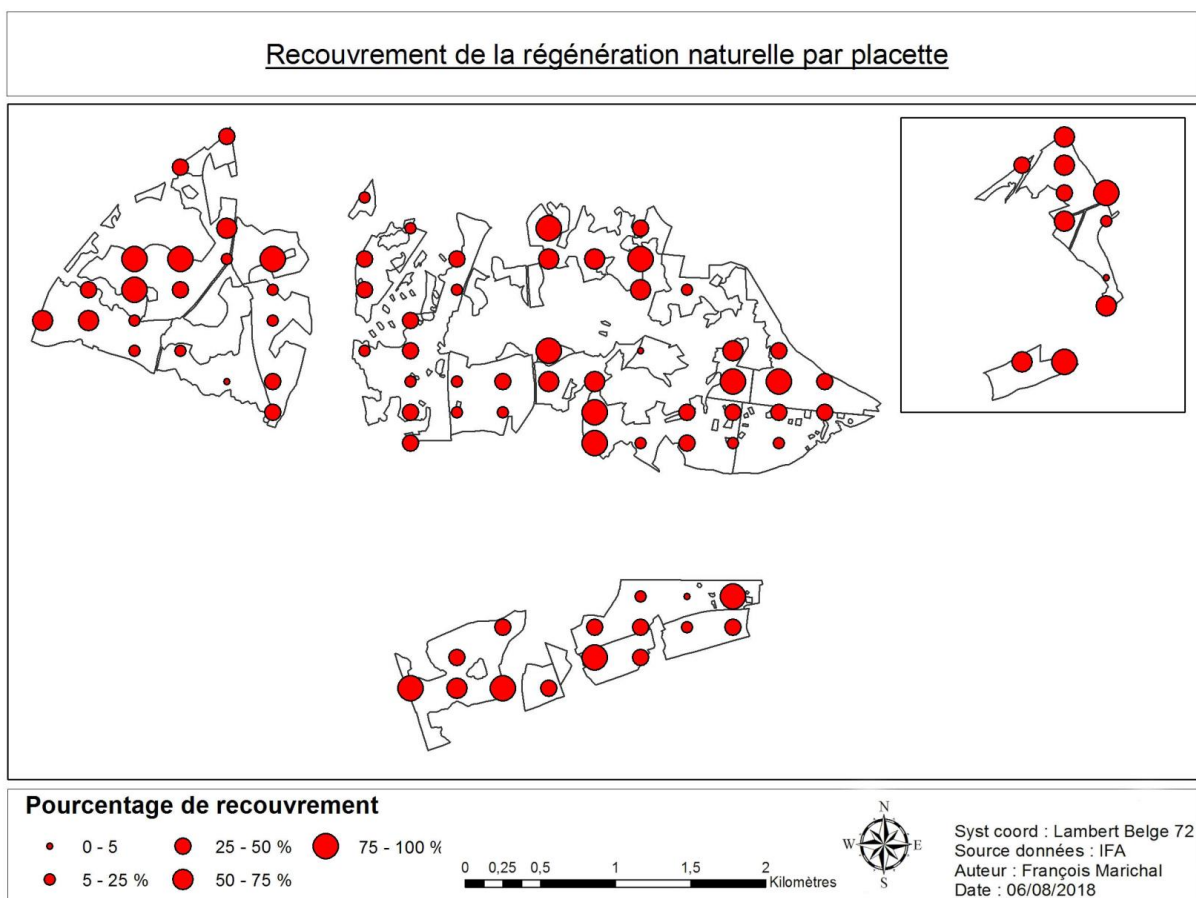 Recouvrement de la régénération naturelle par placette
Pourcentage de recouvrement
0 - 5
25 - 50 %
75 - 100 %
5 - 25 %
50 - 75 %
0 0,25 0,5 1 1,5 2
Kilomètres
N
W E
S
Syst coord : Lambert Belge 72
Source données : IFA
Auteur : François Marichal
Date : 06/08/2018